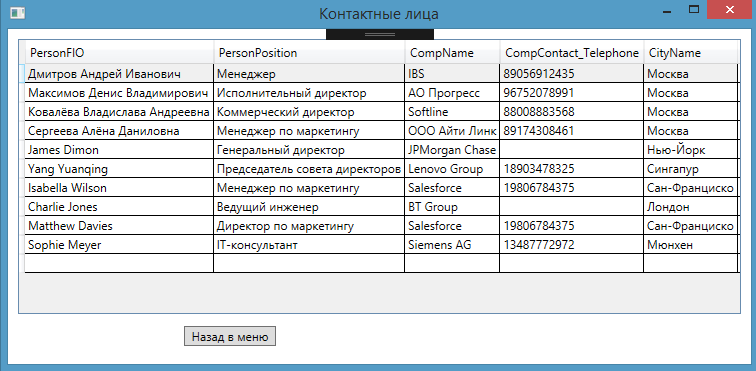 Контактные лица
PersonFIO PersonPosition CompName CompContact_Telephone CityName
Дмитров Андрей Иванович Менеджер IBS 89056912435 Москва
Максимов Денис Владимирович Исполнительный директор АО Прогресс 96752078991 Москва
Ковалёва Владислава Андреевна Коммерческий директор Softline 88008883568 Москва
Сергеева Алёна Даниловна Менеджер по маркетингу ООО Айти Линк 89174308461 Москва
James Dimon Генеральный директор JPMorgan Chase Нью-Йорк
Yang Yuanqing Председатель совета директоров Lenovo Group 18903478325 Сингапур
Isabella Wilson Менеджер по маркетингу Salesforce 19806784375 Сан-Франциско
Charlie Jones Ведущий инженер BT Group Лондон
Matthew Davies Директор по маркетингу Salesforce 19806784375 Сан-Франциско
Sophie Meyer IT-консультант Siemens AG 13487772972 Мюнхен
Назад в меню